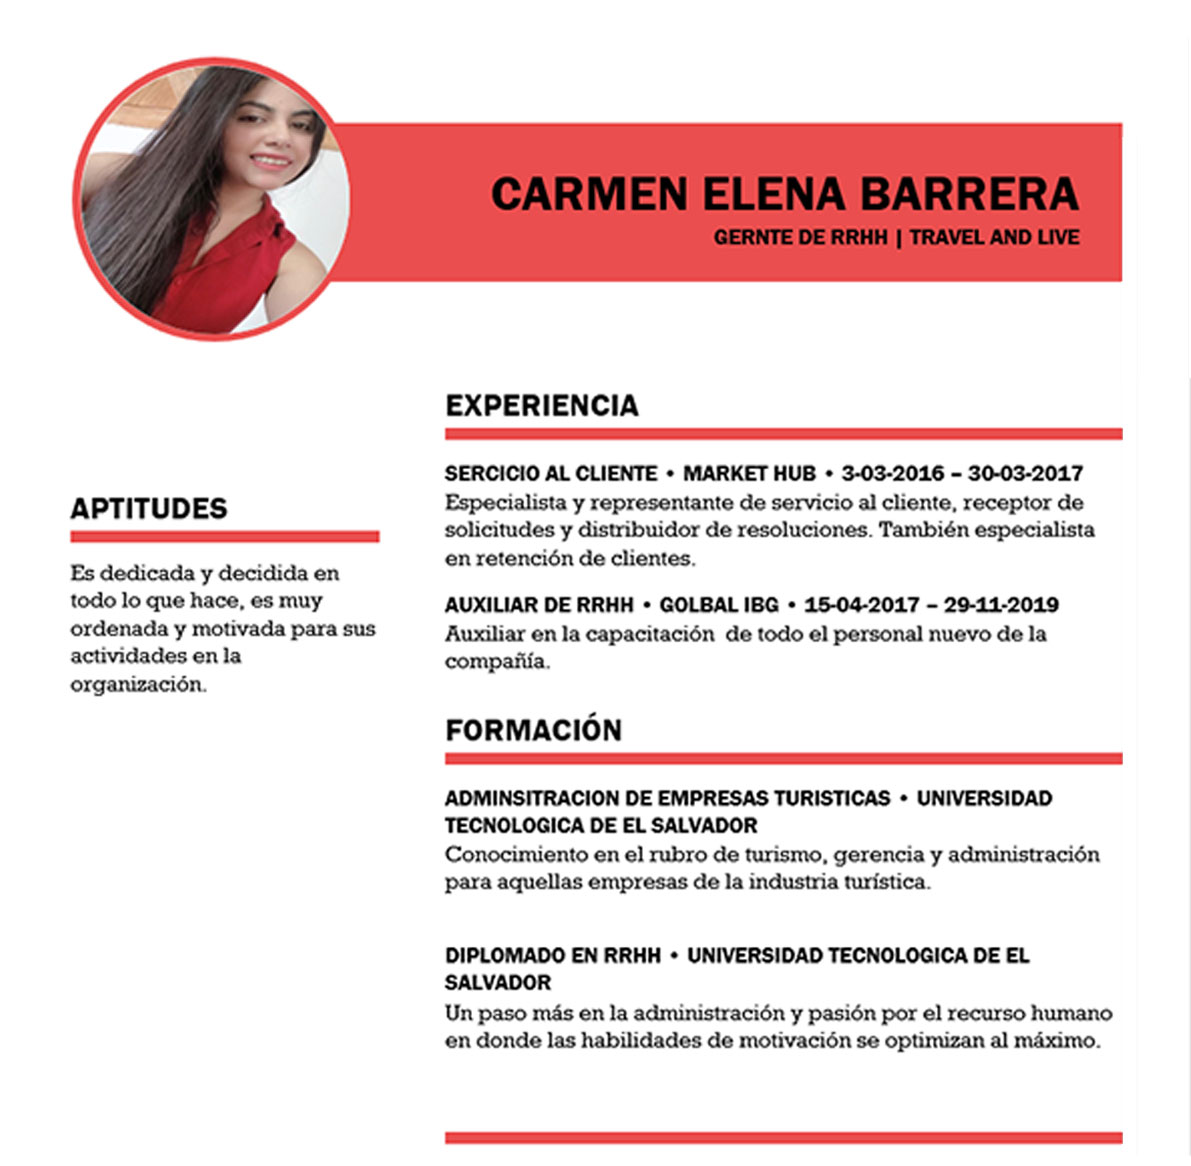 CARMEN ELENA BARRERA
GERNTE DE RRHH | TRAVEL AND LIVE
APTITUDES
Es dedicada y decidida en
todo lo que hace, es muy
ordenada y motivada para sus
actividades en la
organización.
EXPERIENCIA
SERCICIO AL CLIENTE • MARKET HUB • 3-03-2016 – 30-03-2017
Especialista y representante de servicio al cliente, receptor de
solicitudes y distribuidor de resoluciones. También especialista
en retención de clientes.
AUXILIAR DE RRHH • GOLBAL IBG • 15-04-2017 – 29-11-2019
Auxiliar en la capacitación  de todo el personal nuevo de la
compañía.
FORMACIÓN
ADMINSITRACION DE EMPRESAS TURISTICAS • UNIVERSIDAD
TECNOLOGICA DE EL SALVADOR
Conocimiento en el rubro de turismo, gerencia y administración
para aquellas empresas de la industria turística.
DIPLOMADO EN RRHH • UNIVERSIDAD TECNOLOGICA DE EL
SALVADOR
Un paso más en la administración y pasión por el recurso humano
en donde las habilidades de motivación se optimizan al máximo.